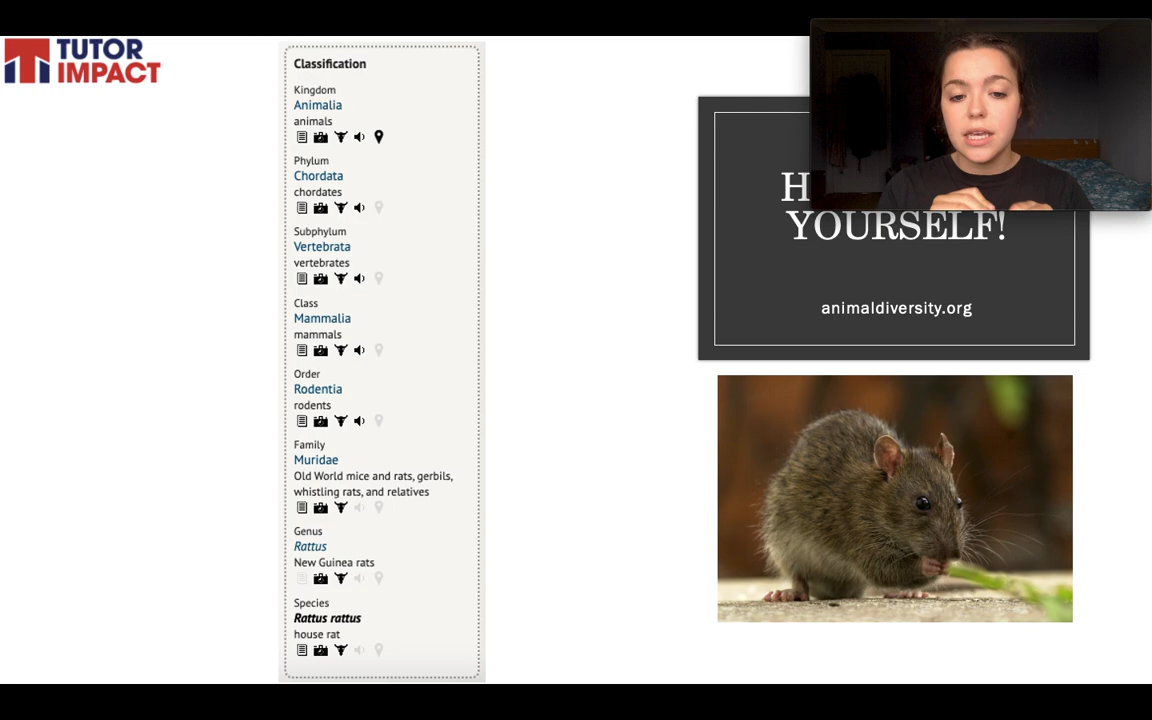 TUTOR
IMPACT
Classification
Kingdom
Animalia
animals
Phylum
Chordata
chordates
Subphylum
Vertebrata
vertebrates
Class
Mammalia
mammals
Order
Rodentia
rodents
Family
Muridae
Old World mice and rats, gerbils,
whistling rats, and relatives
Genus
Rattus
New Guinea rats
Species
Rattus rattus
house rat
YOURSELF!
animaldiversity.org